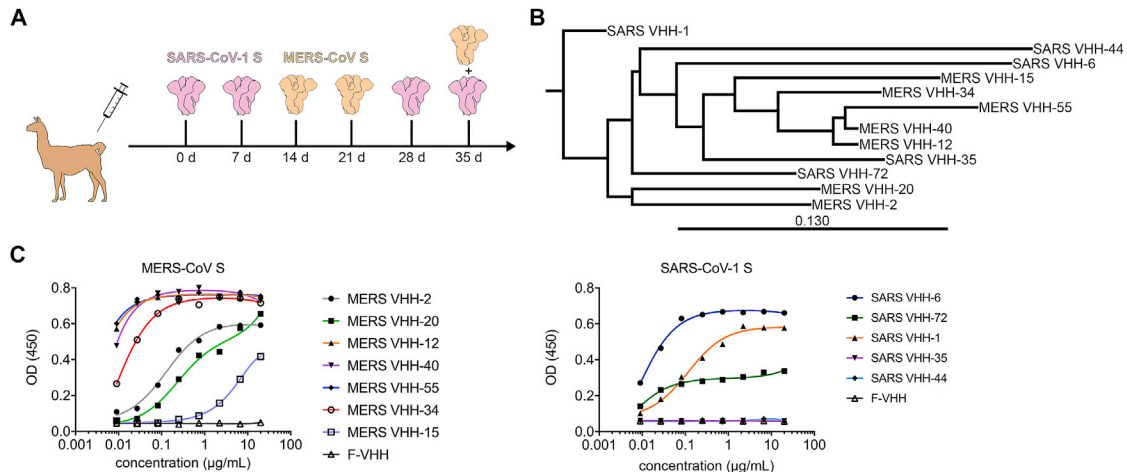 A
SARS-CoV-1 S
MERS-CoV S
+
0 d
7 d
14 d
21 d
28 d
35 d
B
SARS VHH-1
SARS VHH-44
SARS VHH-6
MERS VHH-15
MERS VHH-34
MERS VHH-55
MERS VHH-40
MERS VHH-12
SARS VHH-35
SARS VHH-72
MERS VHH-20
MERS VHH-2
0.130
C
MERS-CoV S
OD (450)
0.8
0.6
0.4
0.2
0.0
0.001
0.01
0.1
1
10
100
concentration (µg/mL)
MERS VHH-2
MERS VHH-20
MERS VHH-12
MERS VHH-40
MERS VHH-55
MERS VHH-34
MERS VHH-15
F-VHH
SARS-CoV-1 S
OD (450)
0.8
0.6
0.4
0.2
0.0
0.001
0.01
0.1
1
10
100
concentration (µg/mL)
SARS VHH-6
SARS VHH-72
SARS VHH-1
SARS VHH-35
SARS VHH-44
F-VHH